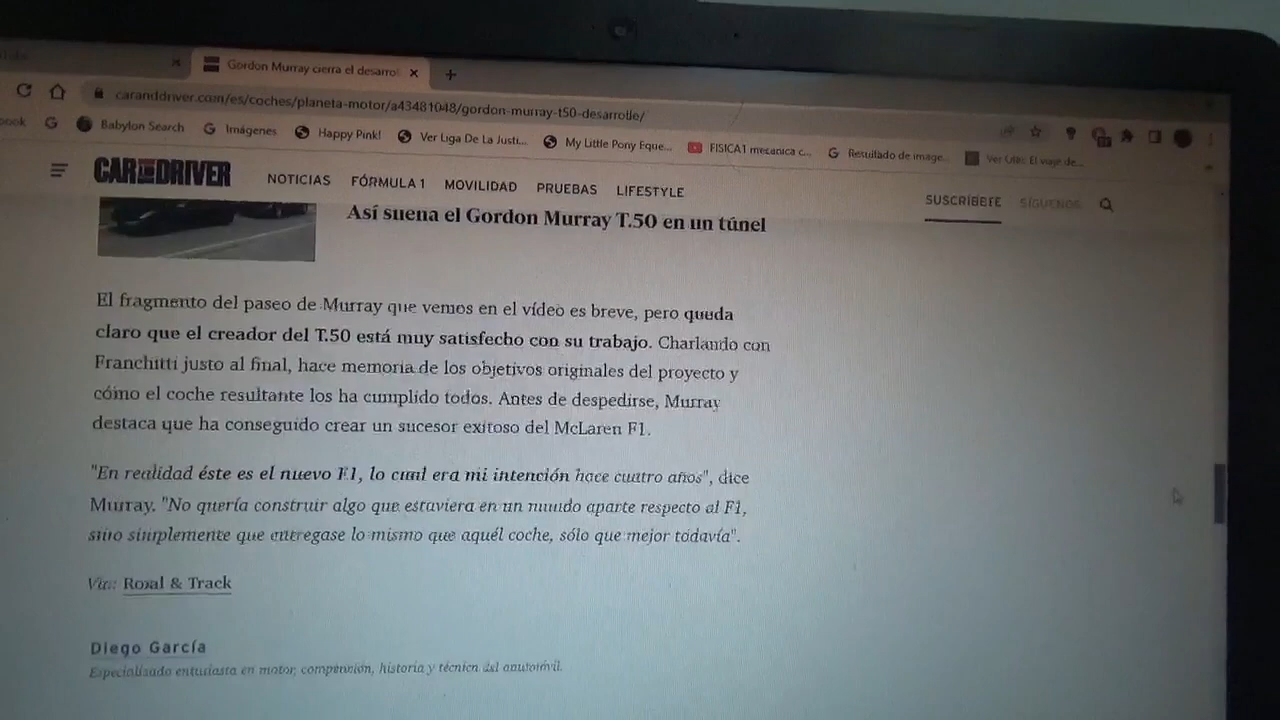 Gordon Murray cierra el desarrol
caranddriver.com/es/coches/planeta-motor/a43481048/gordon-murray-t50-desarrollo/
Babylon Search
Imágenes
Happy Pink!
Ver Liga De La Justi...
My Little Pony Eque...
FISICA1 mecanica c...
Resultado de image...
CAR AND DRIVER
NOTICIAS
FÓRMULA 1
MOVILIDAD
PRUEBAS
LIFESTYLE
SUSCRÍBETE
SÍGUENOS
Así suena el Gordon Murray T.50 en un túnel
El fragmento del paseo de Murray que vemos en el vídeo es breve, pero queda
claro que el creador del T.50 está muy satisfecho con su trabajo. Charlando con
Franchitti justo al final, hace memoria de los objetivos originales del proyecto y
cómo el coche resultante los ha cumplido todos. Antes de despedirse, Murray
destaca que ha conseguido crear un sucesor exitoso del McLaren F1.
"En realidad éste es el nuevo F1, lo cual era mi intención hace cuatro años", dice
Murray. "No quería construir algo que estuviera en un mundo aparte respecto al F1,
sino simplemente que entregase lo mismo que aquél coche, sólo que mejor todavía".
Vía: Road & Track
Diego García
Especializado entusiasta en motor, competición, historia y técnica del automóvil.